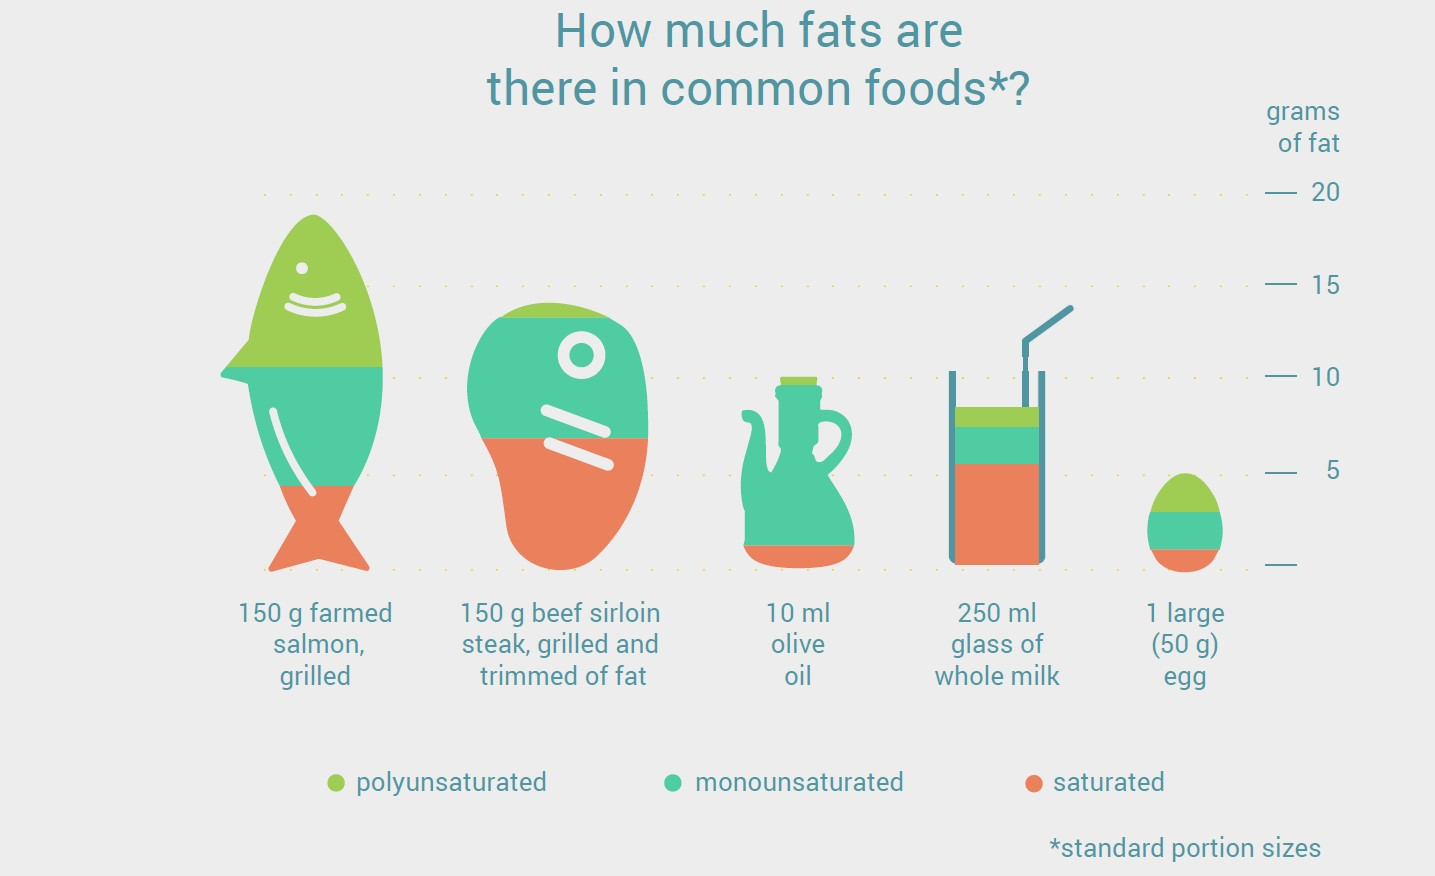 How much fats are
there in common foods*?
grams
of fat
20
15
10
5
150 g farmed
salmon,
grilled
150 g beef sirloin
steak, grilled and
trimmed of fat
10 ml
olive
oil
250 ml
glass of
whole milk
1 large
(50 g)
egg
polyunsaturated
monounsaturated
saturated
*standard portion sizes